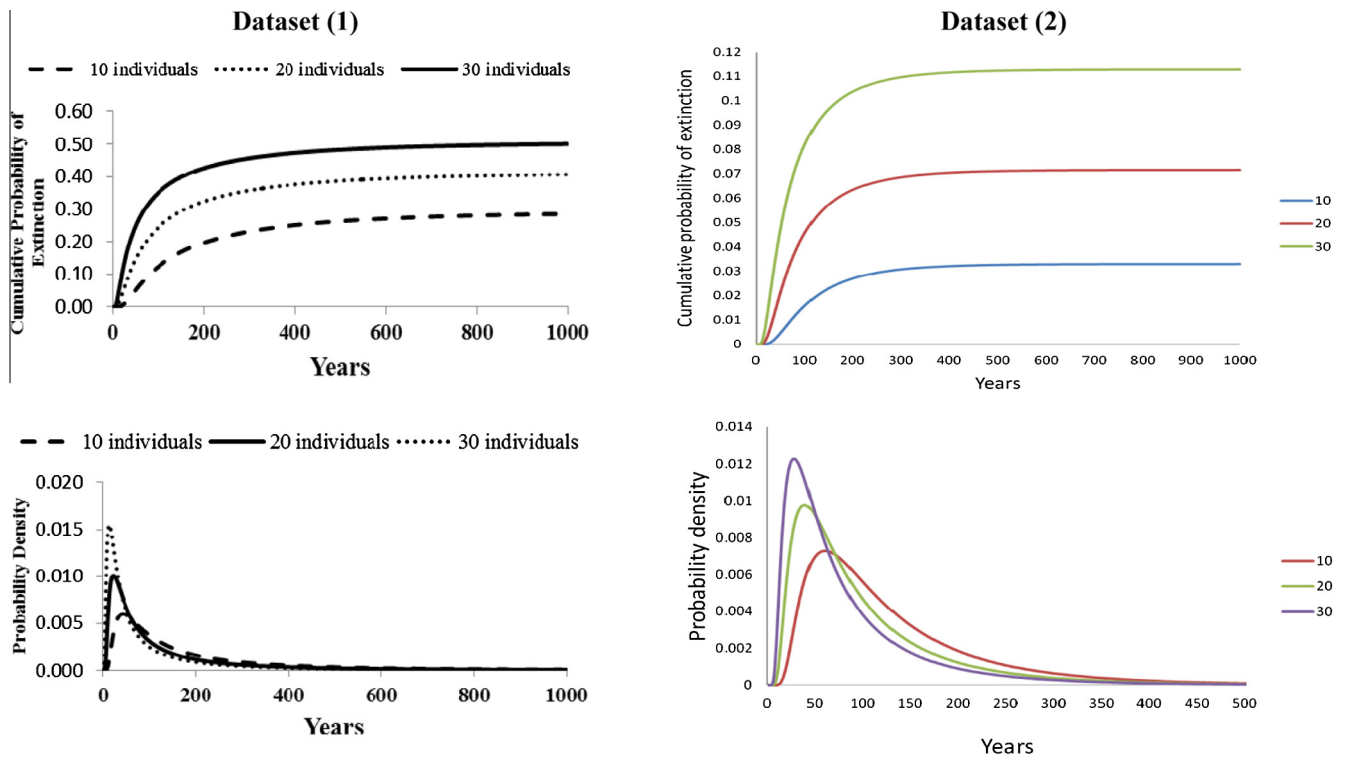 Dataset (1)
10 individuals 20 individuals 30 individuals
Cumulative Probability of
Extinction
0.60
0.50
0.40
0.30
0.20
0.10
0.00
0 200 400 600 800 1000
Years
Dataset (2)
Cumulative probability of extinction
0.12
0.11
0.1
0.09
0.08
0.07
0.06
0.05
0.04
0.03
0.02
0.01
0
0 100 200 300 400 500 600 700 800 900 1000
Years
10
20
30
10 individuals 20 individuals 30 individuals
Probability Density
0.020
0.015
0.010
0.005
0.000
0 200 400 600 800 1000
Years
Probability density
0.014
0.012
0.01
0.008
0.006
0.004
0.002
0
0 50 100 150 200 250 300 350 400 450 500
Years
10
20
30